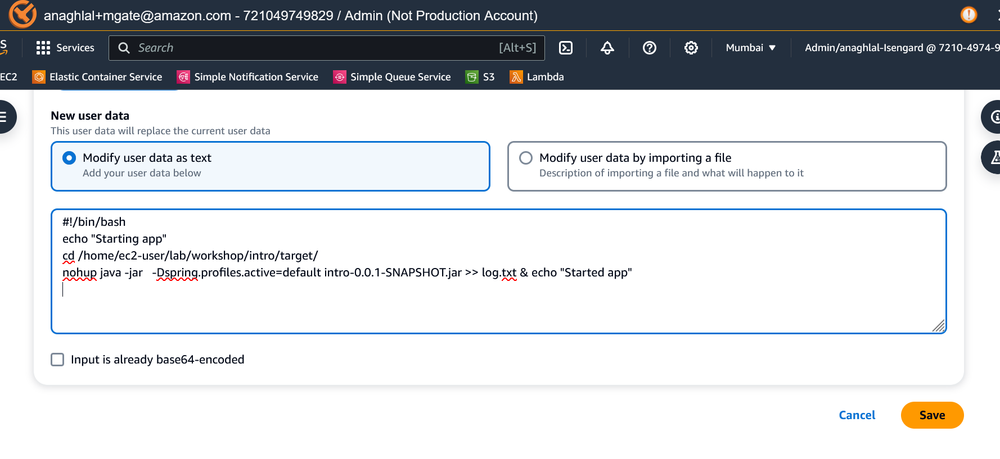 anaghlal+mgate@amazon.com - 721049749829 / Admin (Not Production Account)
Services
Search
[Alt+S]
Mumbai ▼
Admin/anaghlal-Isengard @ 7210-4974-9
EC2
Elastic Container Service
Simple Notification Service
Simple Queue Service
S3
Lambda
New user data
This user data will replace the current user data
Modify user data as text
Add your user data below
Modify user data by importing a file
Description of importing a file and what will happen to it
#!/bin/bash
echo "Starting app"
cd /home/ec2-user/lab/workshop/intro/target/
nohup java -jar   -Dspring.profiles.active=default intro-0.0.1-SNAPSHOT.jar >> log.txt & echo "Started app"
Input is already base64-encoded
Cancel
Save